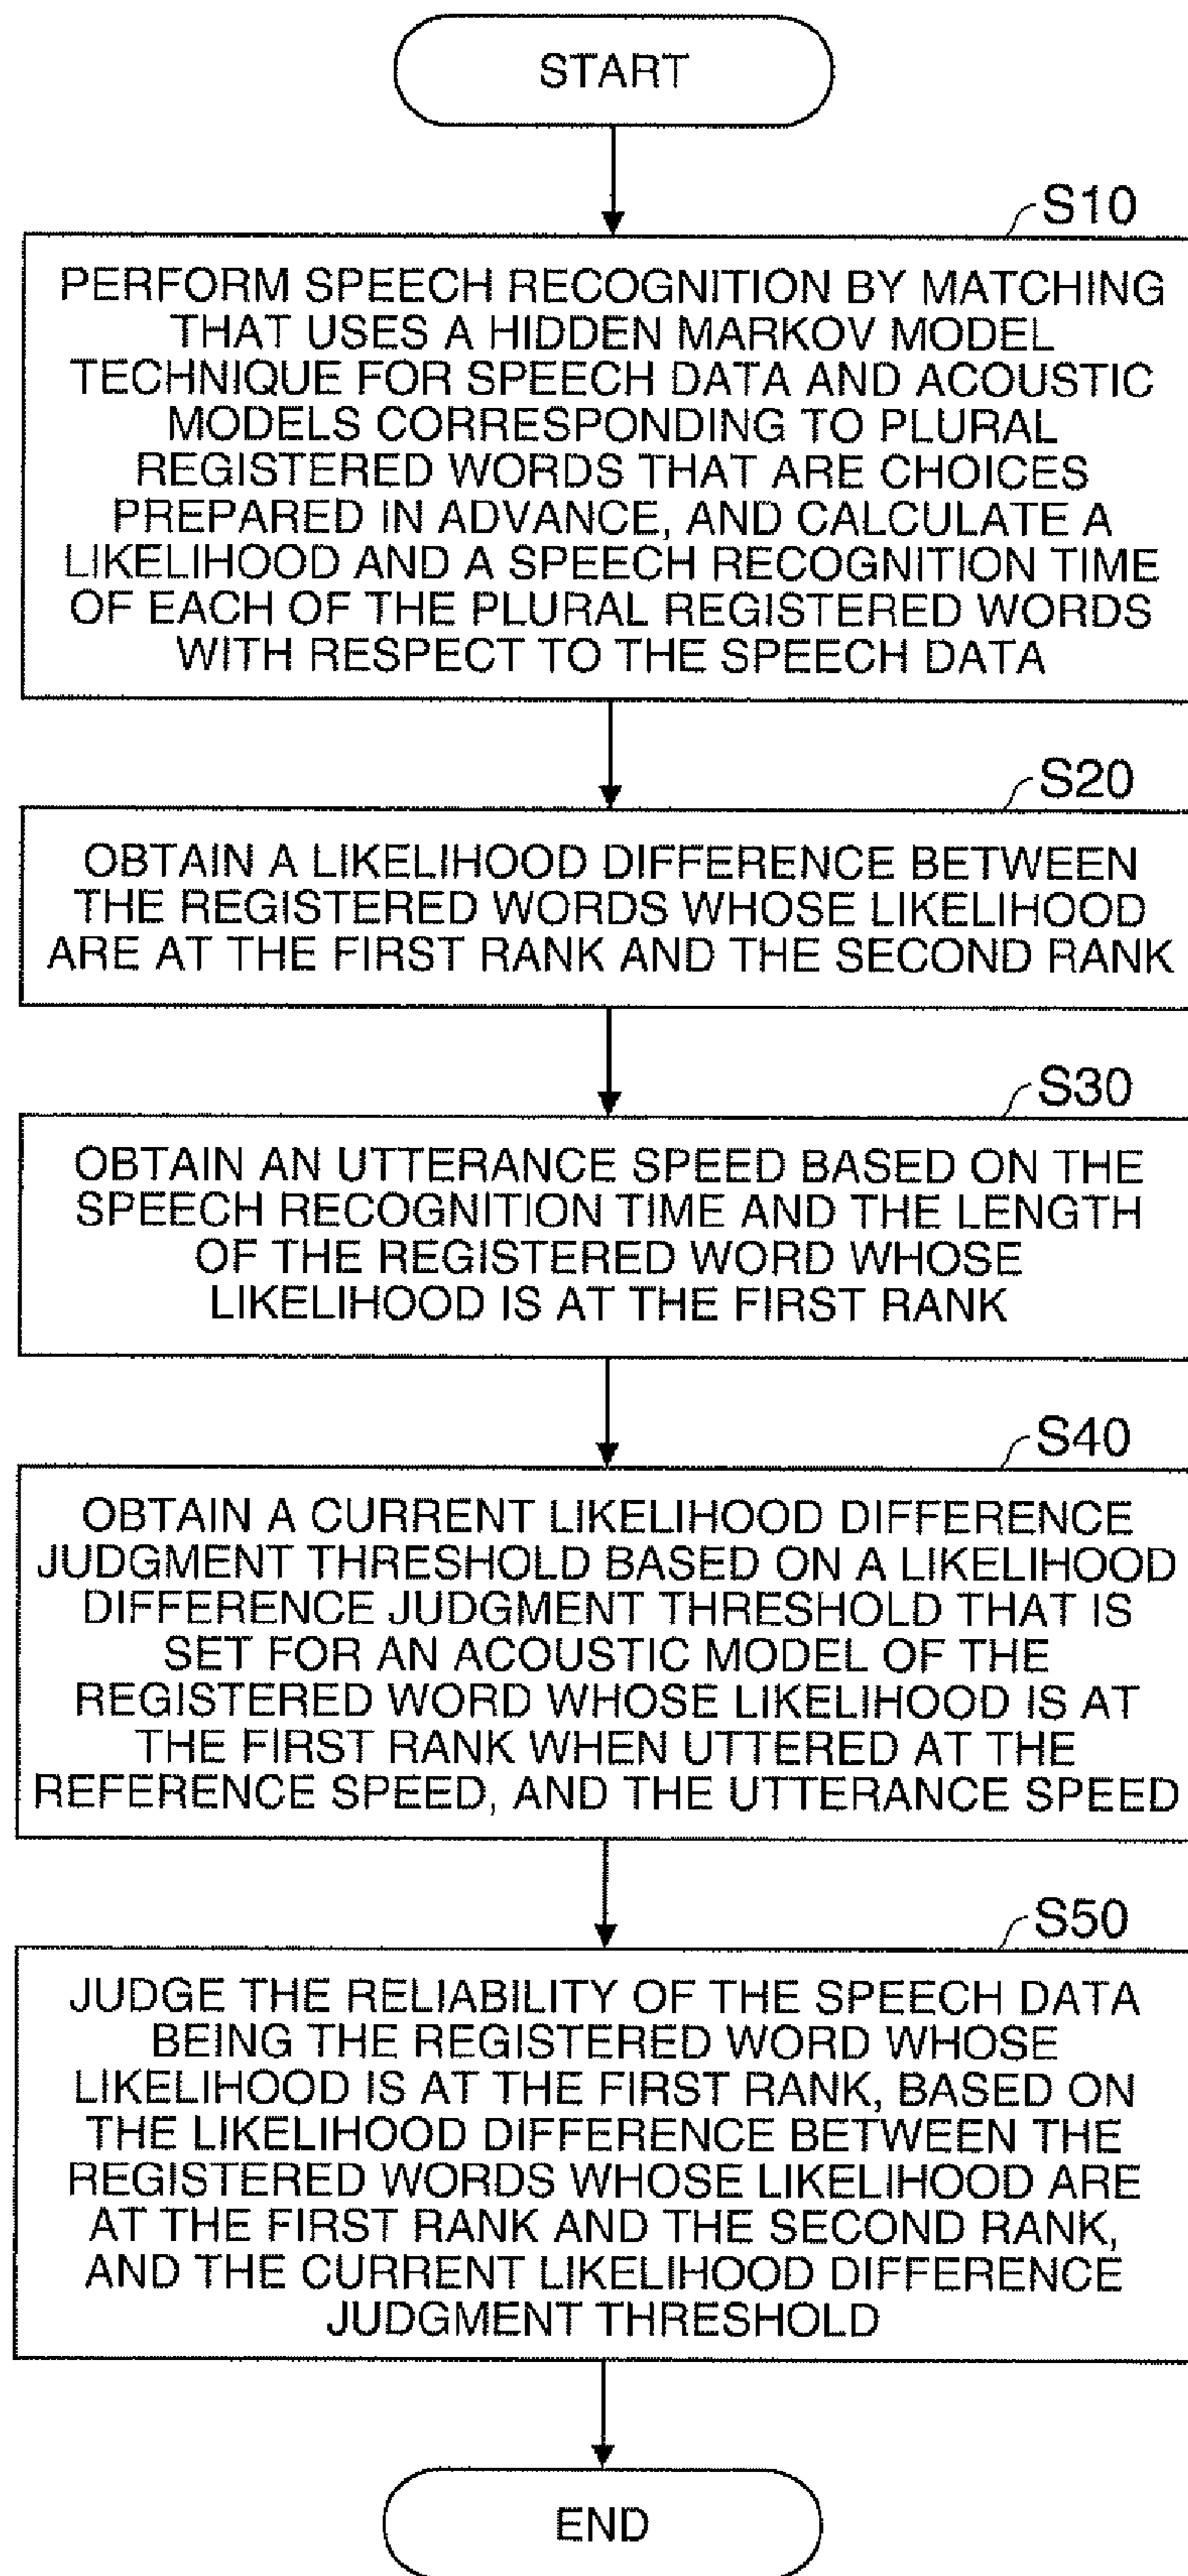 START
S10
PERFORM SPEECH RECOGNITION BY MATCHING
THAT USES A HIDDEN MARKOV MODEL
TECHNIQUE FOR SPEECH DATA AND ACOUSTIC
MODELS CORRESPONDING TO PLURAL
REGISTERED WORDS THAT ARE CHOICES
PREPARED IN ADVANCE, AND CALCULATE A
LIKELIHOOD AND A SPEECH RECOGNITION TIME
OF EACH OF THE PLURAL REGISTERED WORDS
WITH RESPECT TO THE SPEECH DATA
S20
OBTAIN A LIKELIHOOD DIFFERENCE BETWEEN
THE REGISTERED WORDS WHOSE LIKELIHOOD
ARE AT THE FIRST RANK AND THE SECOND RANK
S30
OBTAIN AN UTTERANCE SPEED BASED ON THE
SPEECH RECOGNITION TIME AND THE LENGTH
OF THE REGISTERED WORD WHOSE
LIKELIHOOD IS AT THE FIRST RANK
S40
OBTAIN A CURRENT LIKELIHOOD DIFFERENCE
JUDGMENT THRESHOLD BASED ON A LIKELIHOOD
DIFFERENCE JUDGMENT THRESHOLD THAT IS
SET FOR AN ACOUSTIC MODEL OF THE
REGISTERED WORD WHOSE LIKELIHOOD IS AT
THE FIRST RANK WHEN UTTERED AT THE
REFERENCE SPEED, AND THE UTTERANCE SPEED
S50
JUDGE THE RELIABILITY OF THE SPEECH DATA
BEING THE REGISTERED WORD WHOSE
LIKELIHOOD IS AT THE FIRST RANK, BASED ON
THE LIKELIHOOD DIFFERENCE BETWEEN THE
REGISTERED WORDS WHOSE LIKELIHOOD ARE
AT THE FIRST RANK AND THE SECOND RANK,
AND THE CURRENT LIKELIHOOD DIFFERENCE
JUDGMENT THRESHOLD
END